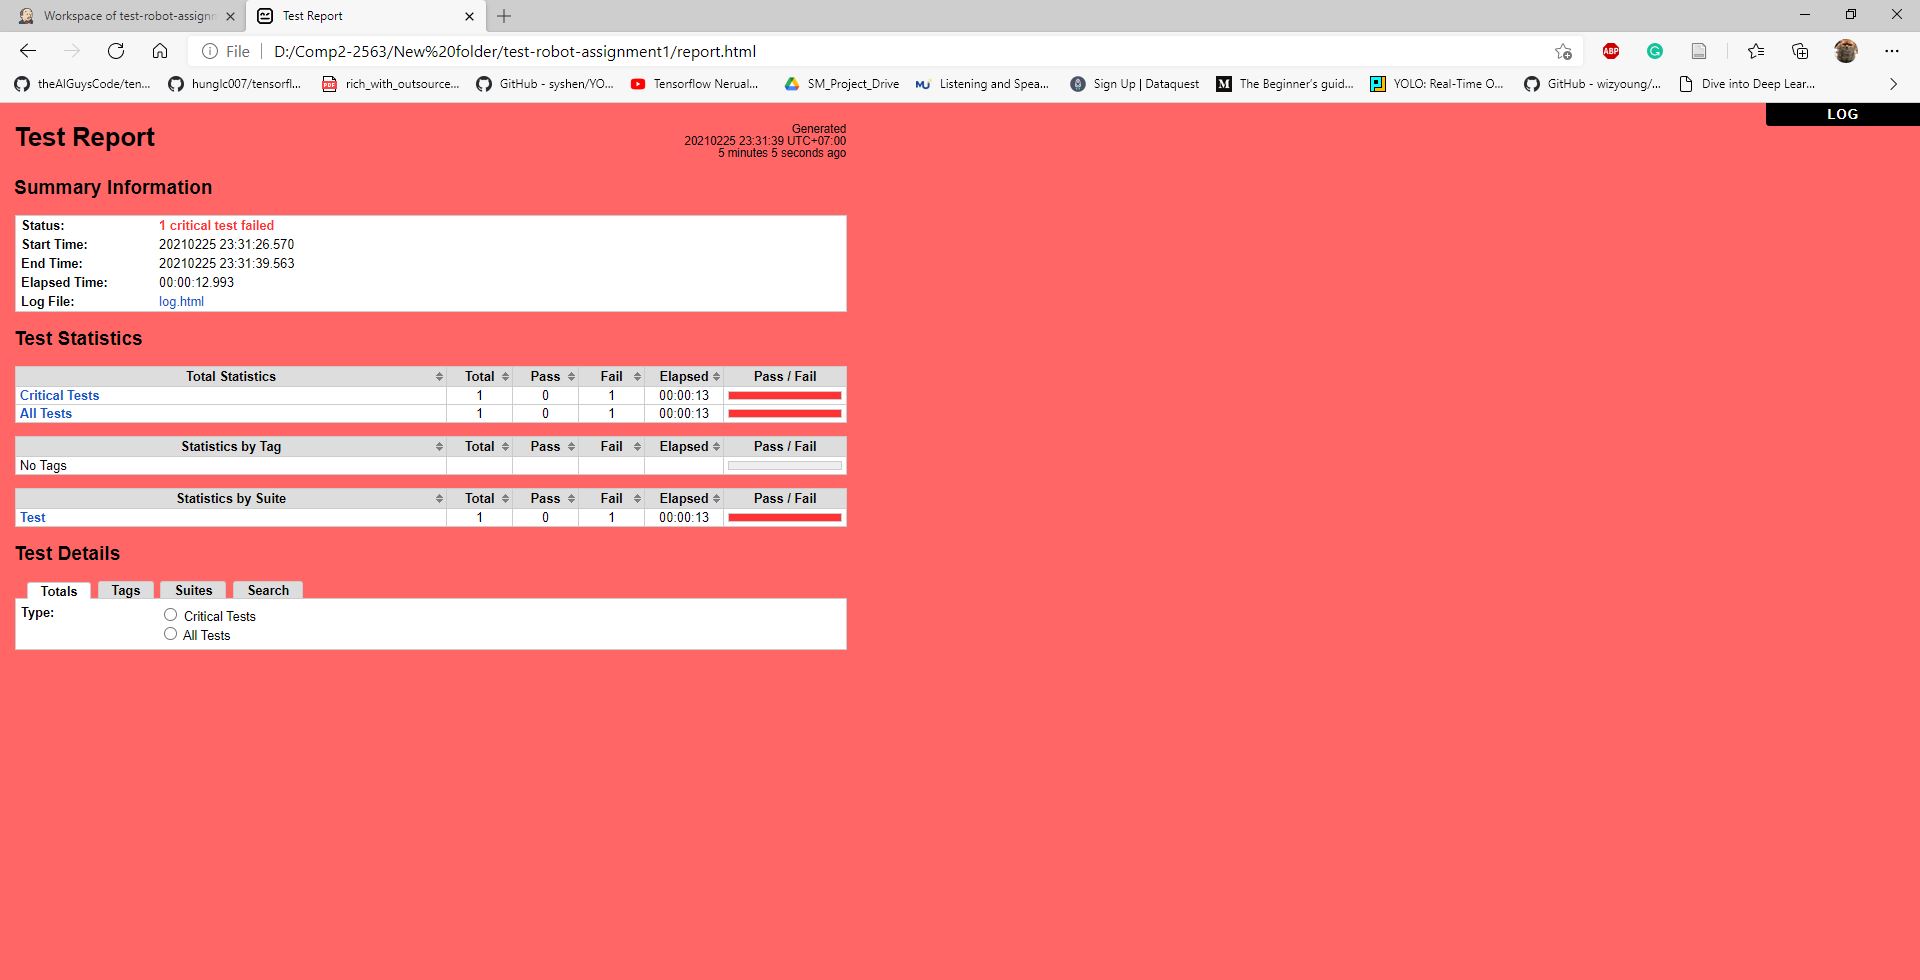 Workspace of test-robot-assignm
Test Report
File
D:/Comp2-2563/New%20folder/test-robot-assignment1/report.html
ABP
theAIGuysCode/ten...
hunglc007/tensorfl...
PDF
rich_with_outsource...
GitHub - syshen/YO...
Tensorflow Nerual...
SM_Project_Drive
MU
Listening and Spea...
Sign Up | Dataquest
M
The Beginner's guid...
YOLO: Real-Time O...
GitHub - wizyoung/...
Dive into Deep Lear...
LOG
Test Report
Generated
20210225 23:31:39 UTC+07:00
5 minutes 5 seconds ago
Summary Information
Status: 1 critical test failed
Start Time: 20210225 23:31:26.570
End Time: 20210225 23:31:39.563
Elapsed Time: 00:00:12.993
Log File: log.html
Test Statistics
Total Statistics Total Pass Fail Elapsed Pass / Fail
Critical Tests 1 0 1 00:00:13
All Tests 1 0 1 00:00:13
Statistics by Tag Total Pass Fail Elapsed Pass / Fail
No Tags
Statistics by Suite Total Pass Fail Elapsed Pass / Fail
Test 1 0 1 00:00:13
Test Details
Totals Tags Suites Search
Type: Critical Tests
All Tests